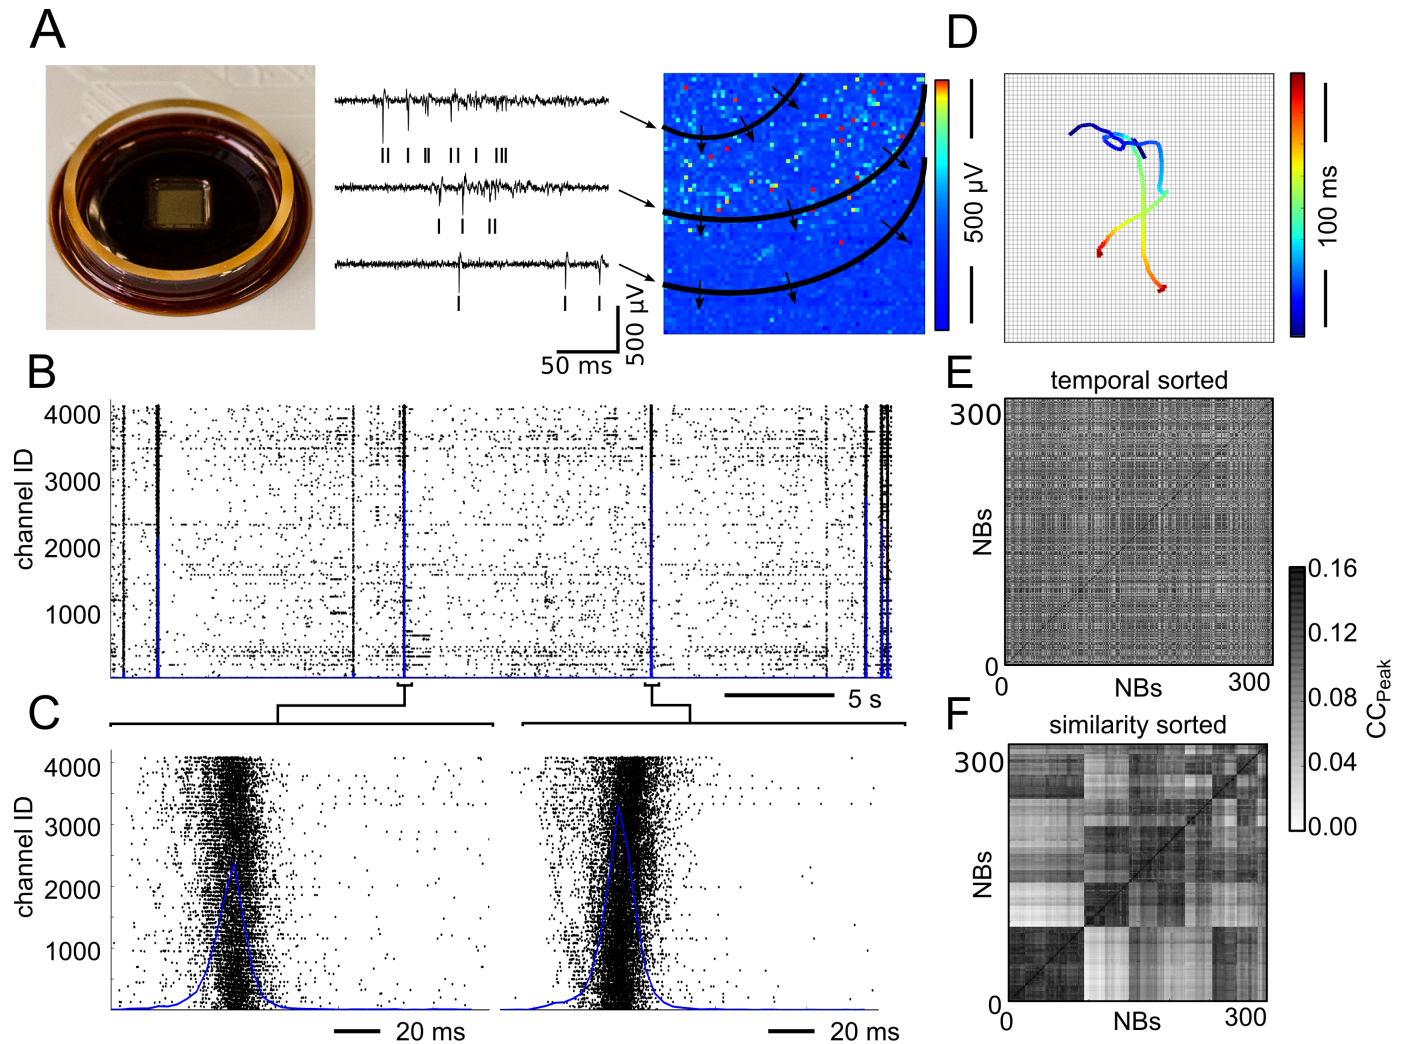 A
50 ms
500 µV
500 µV
D
100 ms
B
channel ID
4000
3000
2000
1000
5 s
C
channel ID
4000
3000
2000
1000
20 ms
20 ms
E
temporal sorted
NBs
300
0
0
NBs
300
F
similarity sorted
NBs
300
0
0
NBs
300
0.16
0.12
0.08
0.04
0.00
CCPeak